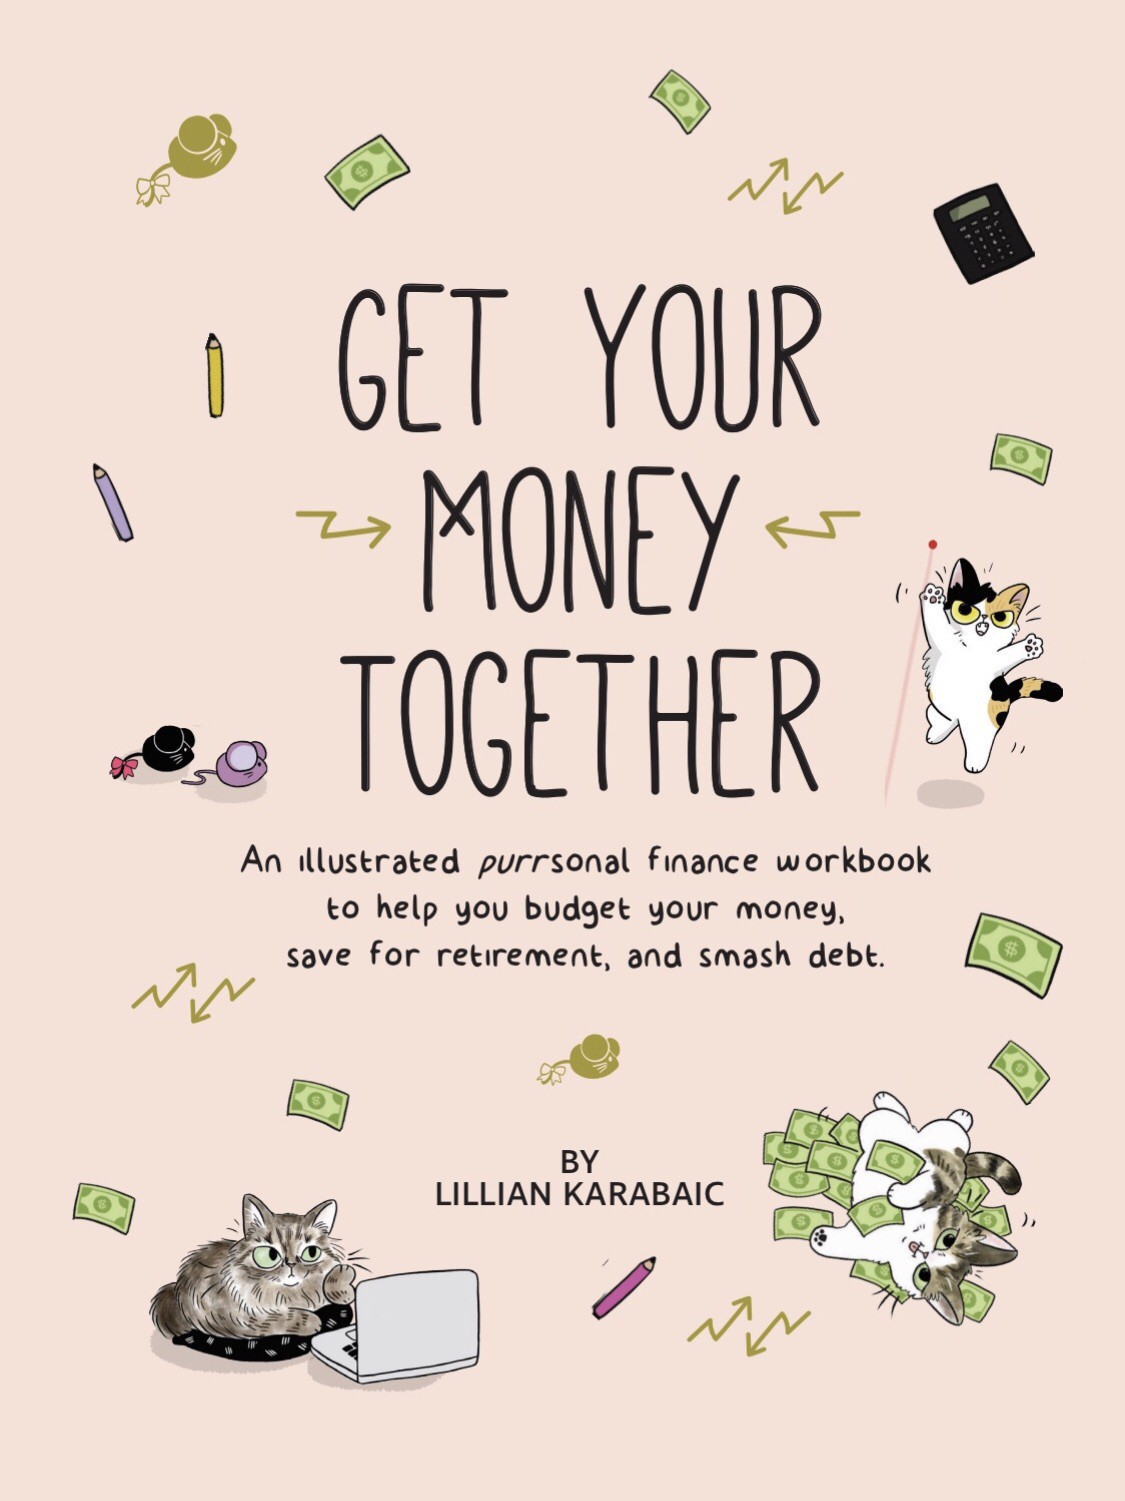 GET YOUR
MONEY
TOGETHER
An illustrated purrsonal finance workbook
to help you budget your money,
save for retirement, and smash debt.
BY
LILLIAN KARABAIC